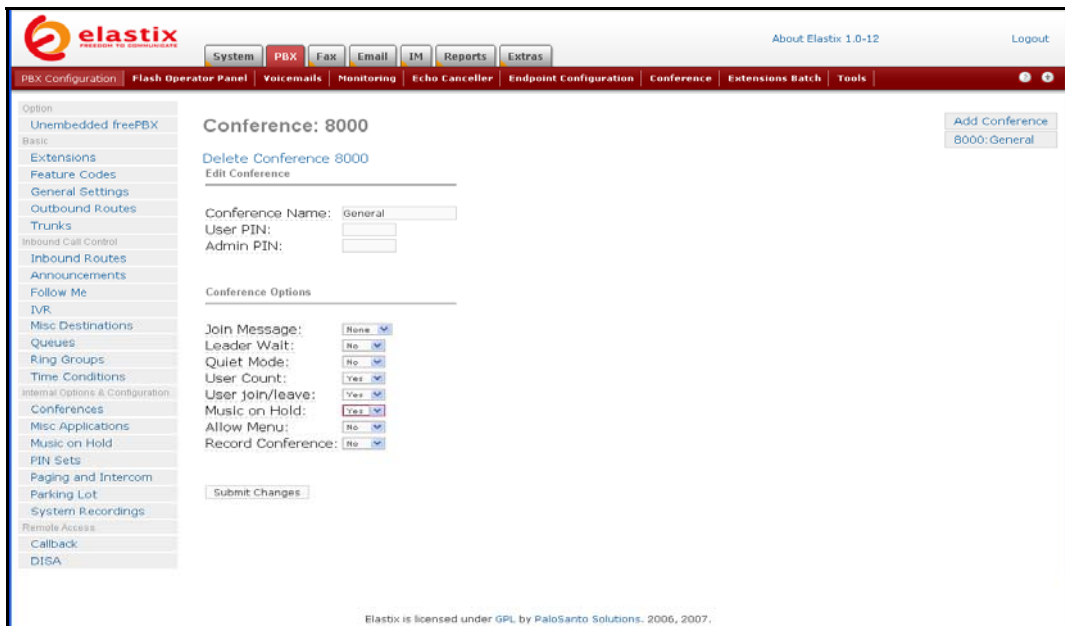 elastix
FREEDOM TO COMMUNICATE
About Elastix 1.0-12
Logout
System PBX Fax Email IM Reports Extras
PBX Configuration Flash Operator Panel Voicemails Monitoring Echo Canceller Endpoint Configuration Conference Extensions Batch Tools
Option
Unembedded freePBX
Basic
Extensions
Feature Codes
General Settings
Outbound Routes
Trunks
Inbound Call Control
Inbound Routes
Announcements
Follow Me
IVR
Misc Destinations
Queues
Ring Groups
Time Conditions
Internal Options & Configuration
Conferences
Misc Applications
Music on Hold
PIN Sets
Paging and Intercom
Parking Lot
System Recordings
Remote Access
Callback
DISA
Conference: 8000
Delete Conference 8000
Edit Conference
Conference Name: General
User PIN:
Admin PIN:
Conference Options
Join Message: None
Leader Wait: No
Quiet Mode: No
User Count: Yes
User join/leave: Yes
Music on Hold: Yes
Allow Menu: No
Record Conference: No
Submit Changes
Add Conference
8000:General
Elastix is licensed under GPL by PaloSanto Solutions. 2006, 2007.